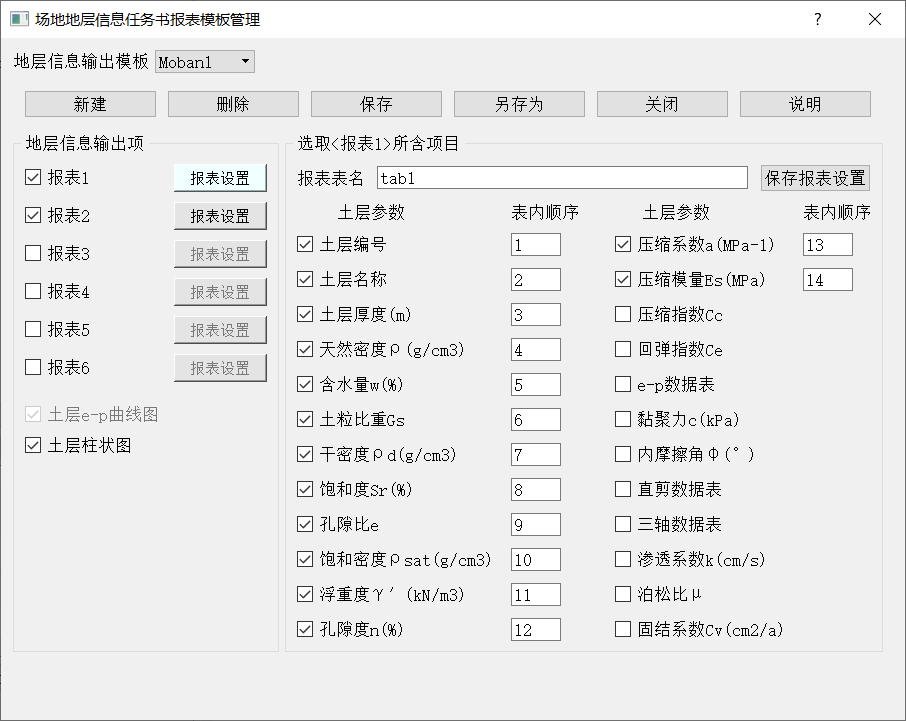 场地地层信息任务书报表模板管理
地层信息输出模板 Moban1
新建 删除 保存 另存为 关闭 说明
地层信息输出项
报表1 报表设置
报表2 报表设置
报表3 报表设置
报表4 报表设置
报表5 报表设置
报表6 报表设置
土层e-p曲线图
土层柱状图
选取<报表1>所含项目
报表表名 tab1 保存报表设置
土层参数 表内顺序 土层参数 表内顺序
土层编号 1 压缩系数a(MPa-1) 13
土层名称 2 压缩模量Es(MPa) 14
土层厚度(m) 3 压缩指数Cc
天然密度ρ(g/cm3) 4 回弹指数Ce
含水量w(%) 5 e-p数据表
土粒比重Gs 6 黏聚力c(kPa)
干密度ρd(g/cm3) 7 内摩擦角Φ(°)
饱和度Sr(%) 8 直剪数据表
孔隙比e 9 三轴数据表
饱和密度ρsat(g/cm3) 10 渗透系数k(cm/s)
浮重度γ′(kN/m3) 11 泊松比μ
孔隙度n(%) 12 固结系数Cv(cm2/a)